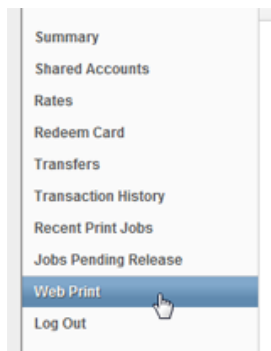 Summary
Shared Accounts
Rates
Redeem Card
Transfers
Transaction History
Recent Print Jobs
Jobs Pending Release
Web Print
Log Out